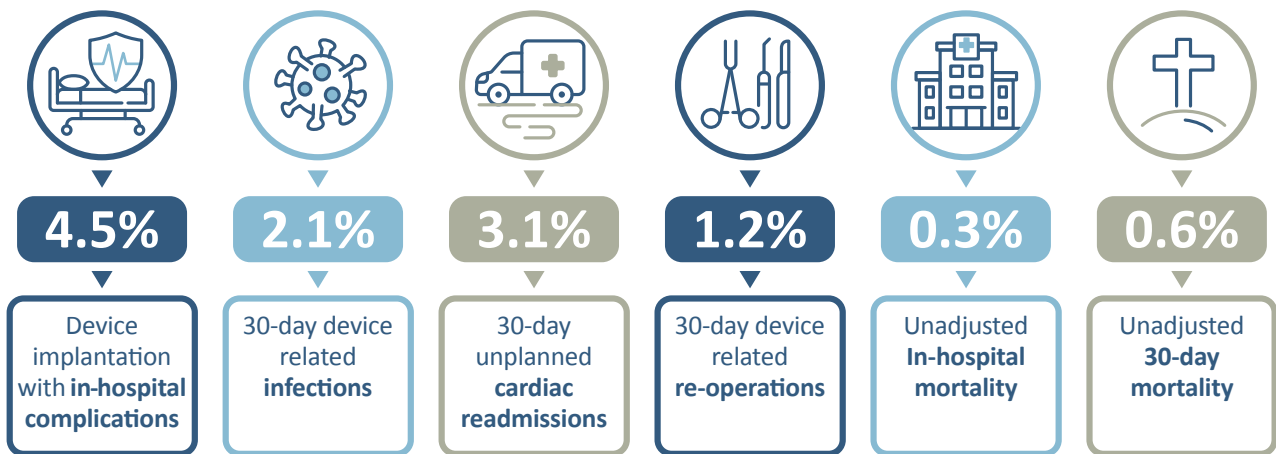 4.5%
2.1%
3.1%
1.2%
0.3%
0.6%
Device
implantation
with in-hospital
complications
30-day device
related
infections
30-day
unplanned
cardiac
readmissions
30-day device
related
re-operations
Unadjusted
In-hospital
mortality
Unadjusted
30-day
mortality